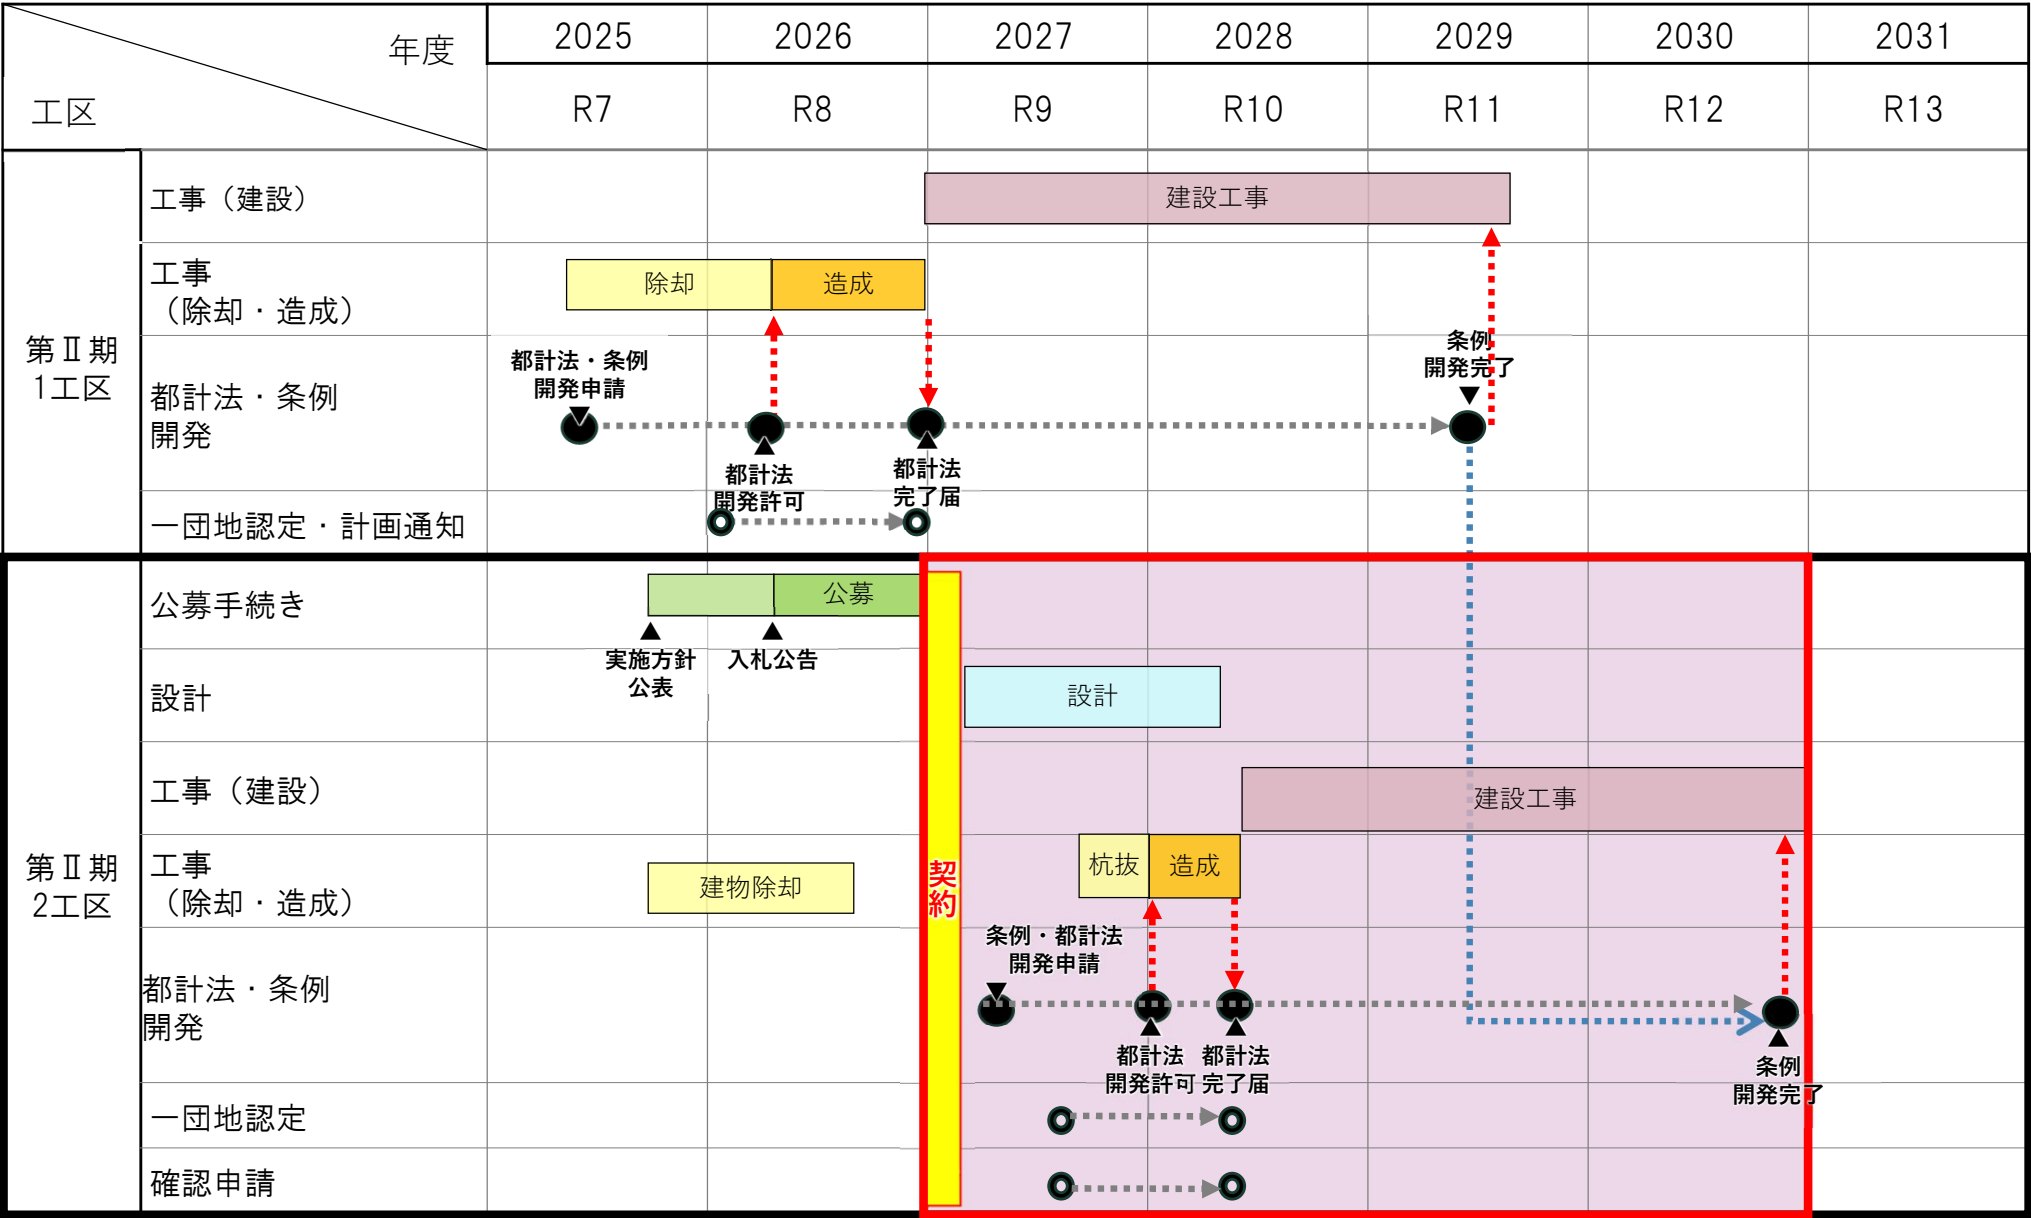 年度
工区
2025
2026
2027
2028
2029
2030
2031
R7
R8
R9
R10
R11
R12
R13
第Ⅱ期
1工区
工事（建設）
建設工事
工事
（除却・造成）
除却
造成
都計法・条例
開発
都計法・条例
開発申請
都計法
開発許可
都計法
完了届
条例
開発完了
一団地認定・計画通知
第Ⅱ期
2工区
公募手続き
公募
実施方針
公表
入札公告
契
約
設計
設計
工事（建設）
建設工事
工事
（除却・造成）
建物除却
杭抜
造成
都計法・条例
開発
条例・都計法
開発申請
都計法
開発許可
都計法
完了届
条例
開発完了
一団地認定
確認申請